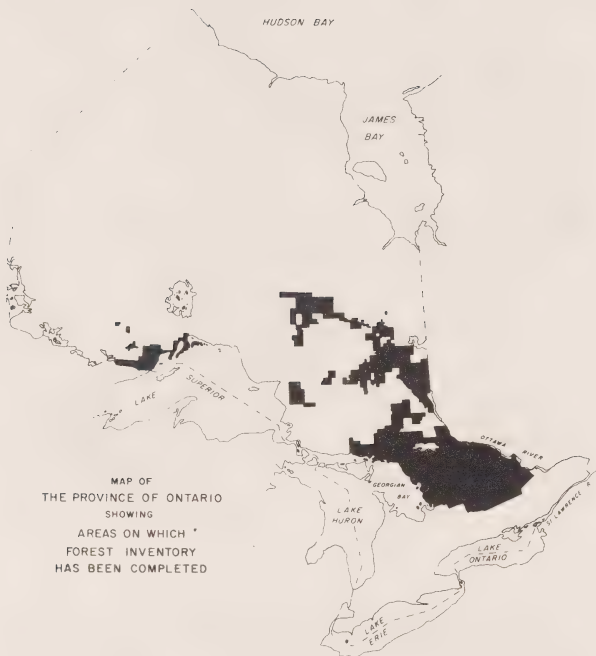 HUDSON BAY
JAMES
BAY
LAKE
SUPERIOR
OTTAWA RIVER
GEORGIAN
BAY
LAKE
HURON
ST. LAWRENCE R
LAKE
ONTARIO
LAKE
ERIE
MAP OF
THE PROVINCE OF ONTARIO
SHOWING
AREAS ON WHICH
FOREST INVENTORY
HAS BEEN COMPLETED